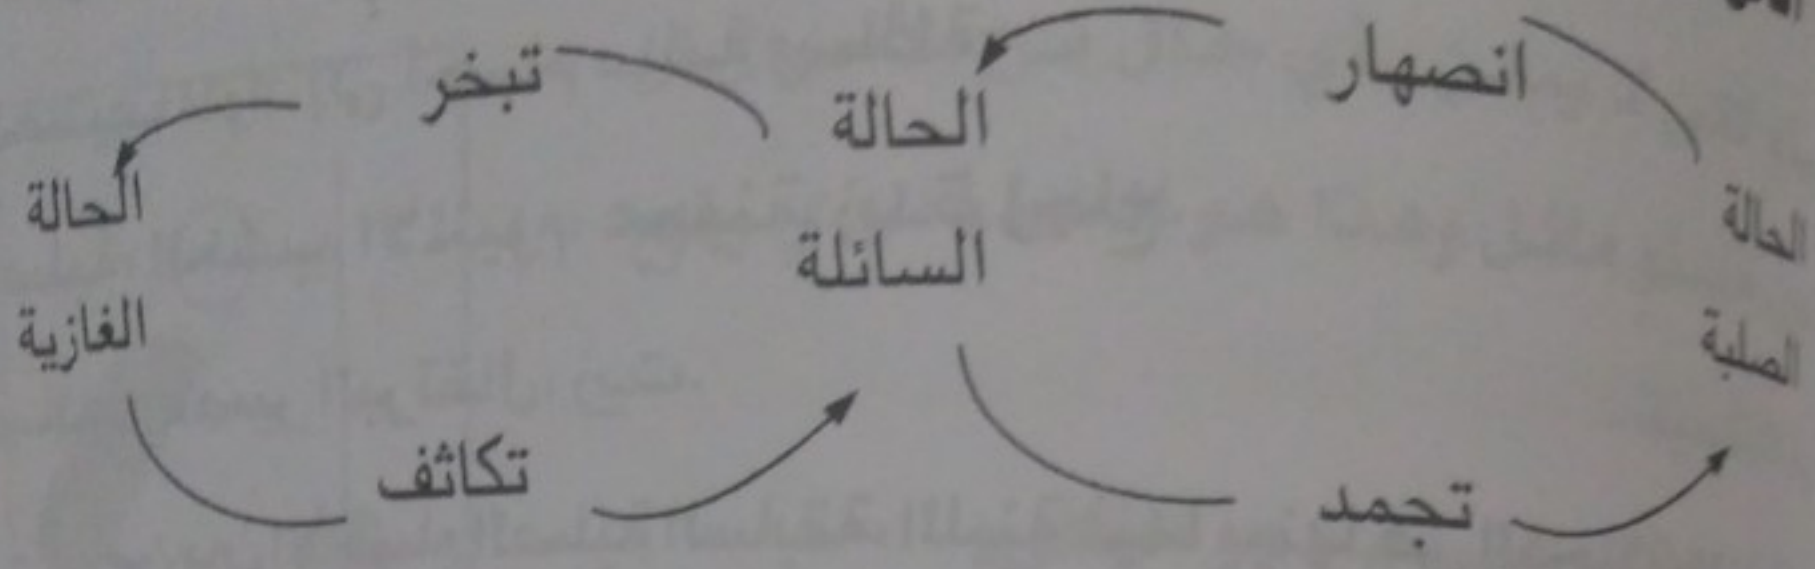 انصهار
تبخر
الحالة
السائلة
الحالة
الصلبة
الحالة
الغازية
تكاثف
تجمد